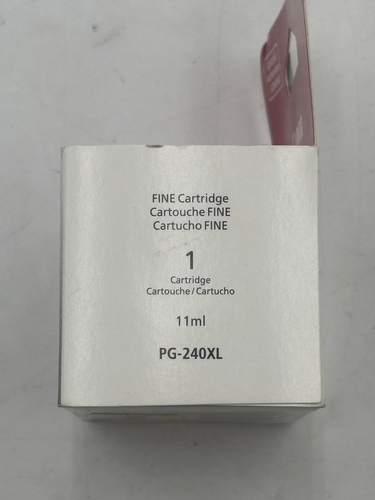 FINE Cartridge
Cartouche FINE
Cartucho FINE
1
Cartridge
Cartouche/Cartucho
11ml
PG-240XL